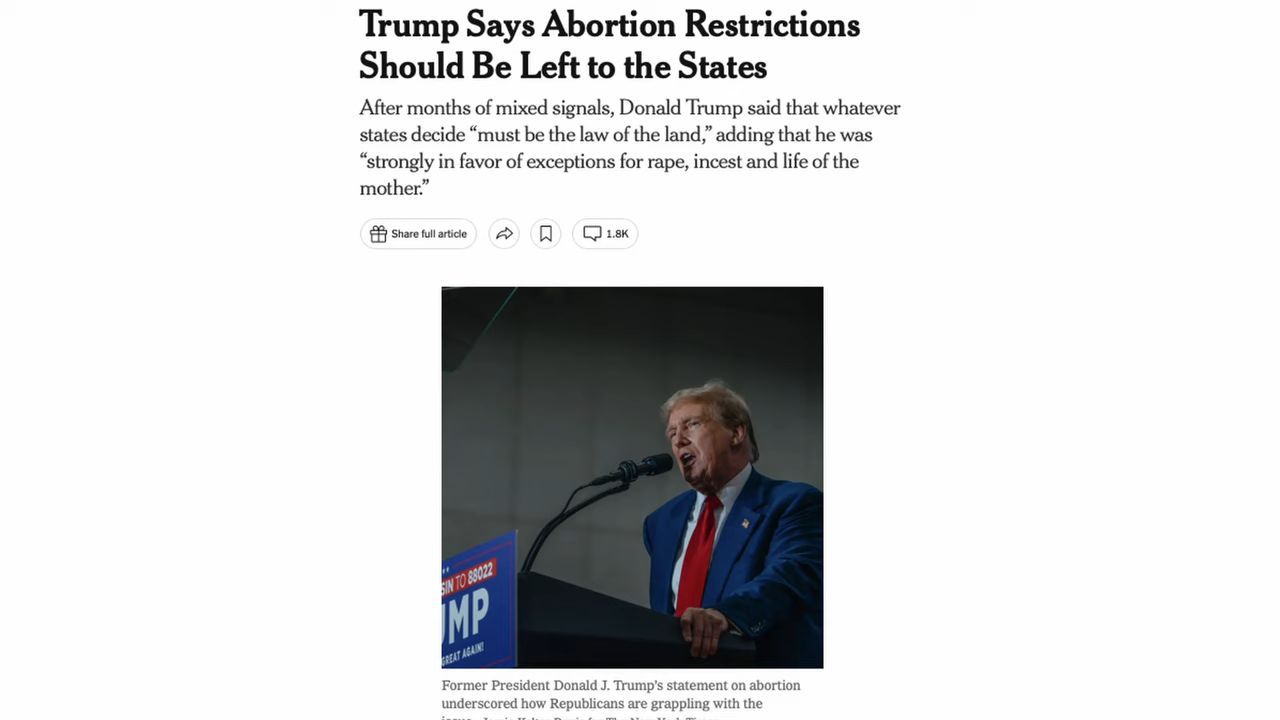 Trump Says Abortion Restrictions
Should Be Left to the States
After months of mixed signals, Donald Trump said that whatever
states decide “must be the law of the land,” adding that he was
“strongly in favor of exceptions for rape, incest and life of the
mother.”
Share full article
1.8K
SIN TO 88022
UMP
GREAT AGAIN!
Former President Donald J. Trump’s statement on abortion
underscored how Republicans are grappling with the